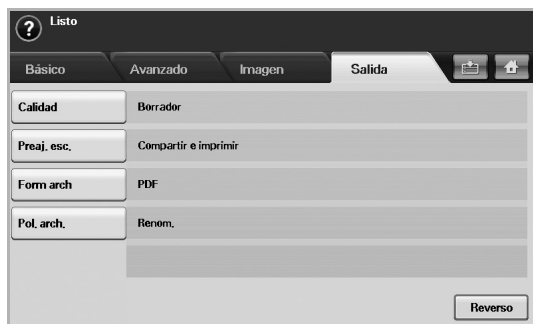 Listo
Básico Avanzado Imagen Salida
Calidad Borrador
Preaj. esc. Compartir e imprimir
Form arch PDF
Pol. arch. Renom.
Reverso